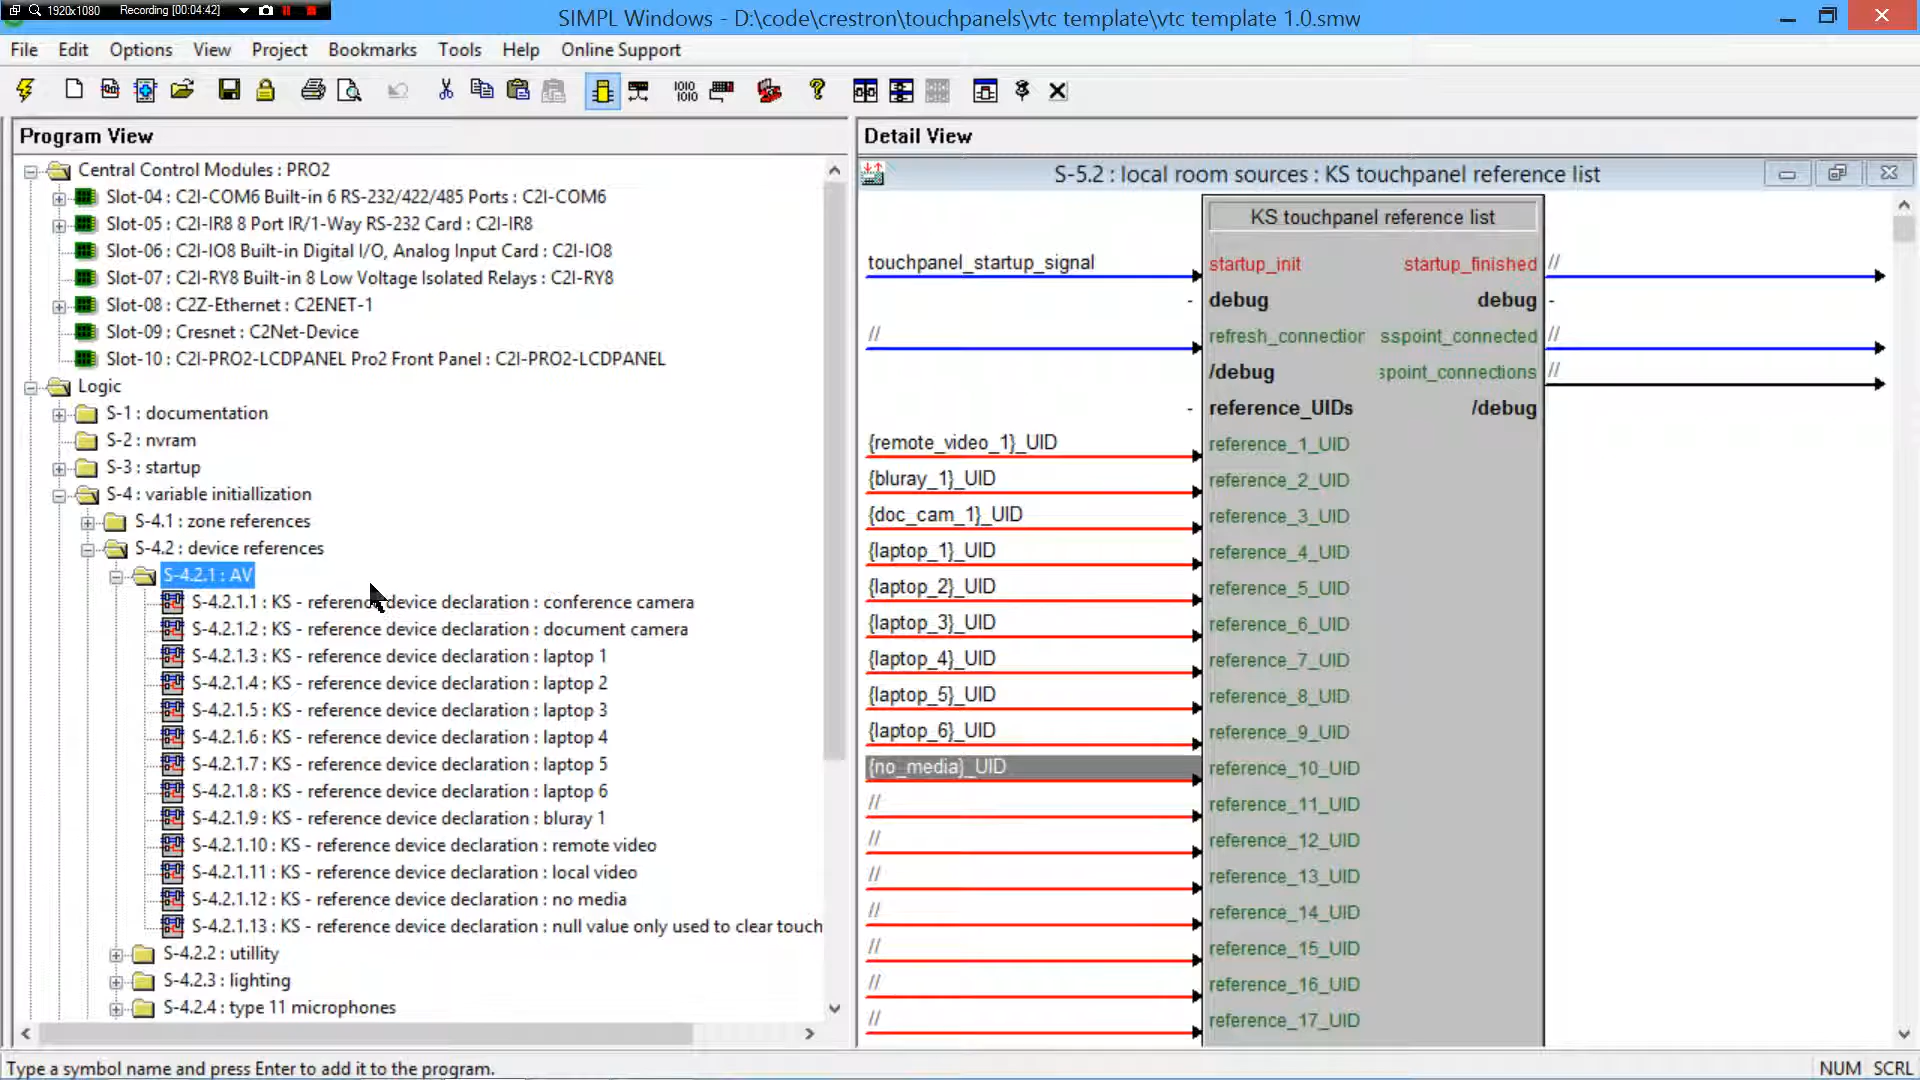 1920x1080 Recording [00:04:42]
SIMPL Windows - D:\code\crestron\touchpanels\vtc template\vtc template 1.0.smw
File Edit Options View Project Bookmarks Tools Help Online Support
Program View
Central Control Modules : PRO2
Slot-04 : C2I-COM6 Built-in 6 RS-232/422/485 Ports : C2I-COM6
Slot-05 : C2I-IR8 8 Port IR/1-Way RS-232 Card : C2I-IR8
Slot-06 : C2I-IO8 Built-in Digital I/O, Analog Input Card : C2I-IO8
Slot-07 : C2I-RY8 Built-in 8 Low Voltage Isolated Relays : C2I-RY8
Slot-08 : C2Z-Ethernet : C2ENET-1
Slot-09 : Cresnet : C2Net-Device
Slot-10 : C2I-PRO2-LCDPANEL Pro2 Front Panel : C2I-PRO2-LCDPANEL
Logic
S-1 : documentation
S-2 : nvram
S-3 : startup
S-4 : variable initiallization
S-4.1 : zone references
S-4.2 : device references
S-4.2.1 : AV
S-4.2.1.1 : KS - reference device declaration : conference camera
S-4.2.1.2 : KS - reference device declaration : document camera
S-4.2.1.3 : KS - reference device declaration : laptop 1
S-4.2.1.4 : KS - reference device declaration : laptop 2
S-4.2.1.5 : KS - reference device declaration : laptop 3
S-4.2.1.6 : KS - reference device declaration : laptop 4
S-4.2.1.7 : KS - reference device declaration : laptop 5
S-4.2.1.8 : KS - reference device declaration : laptop 6
S-4.2.1.9 : KS - reference device declaration : bluray 1
S-4.2.1.10 : KS - reference device declaration : remote video
S-4.2.1.11 : KS - reference device declaration : local video
S-4.2.1.12 : KS - reference device declaration : no media
S-4.2.1.13 : KS - reference device declaration : null value only used to clear touch
S-4.2.2 : utillity
S-4.2.3 : lighting
S-4.2.4 : type 11 microphones
Detail View
S-5.2 : local room sources : KS touchpanel reference list
KS touchpanel reference list
touchpanel_startup_signal startup_init startup_finished //
- debug debug -
// refresh_connection sspoint_connected //
/debug spoint_connections //
- reference_UIDs /debug
{remote_video_1}_UID reference_1_UID
{bluray_1}_UID reference_2_UID
{doc_cam_1}_UID reference_3_UID
{laptop_1}_UID reference_4_UID
{laptop_2}_UID reference_5_UID
{laptop_3}_UID reference_6_UID
{laptop_4}_UID reference_7_UID
{laptop_5}_UID reference_8_UID
{laptop_6}_UID reference_9_UID
{no_media}_UID reference_10_UID
// reference_11_UID
// reference_12_UID
// reference_13_UID
// reference_14_UID
// reference_15_UID
// reference_16_UID
// reference_17_UID
Type a symbol name and press Enter to add it to the program.
NUM SCRL